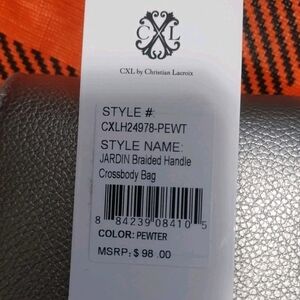 CXL
CXL by Christian Lacroix
STYLE #:
CXLH24978-PEWT
STYLE NAME:
JARDIN Braided Handle
Crossbody Bag
8 84239 08410 5
COLOR: PEWTER
MSRP: $ 98 .00